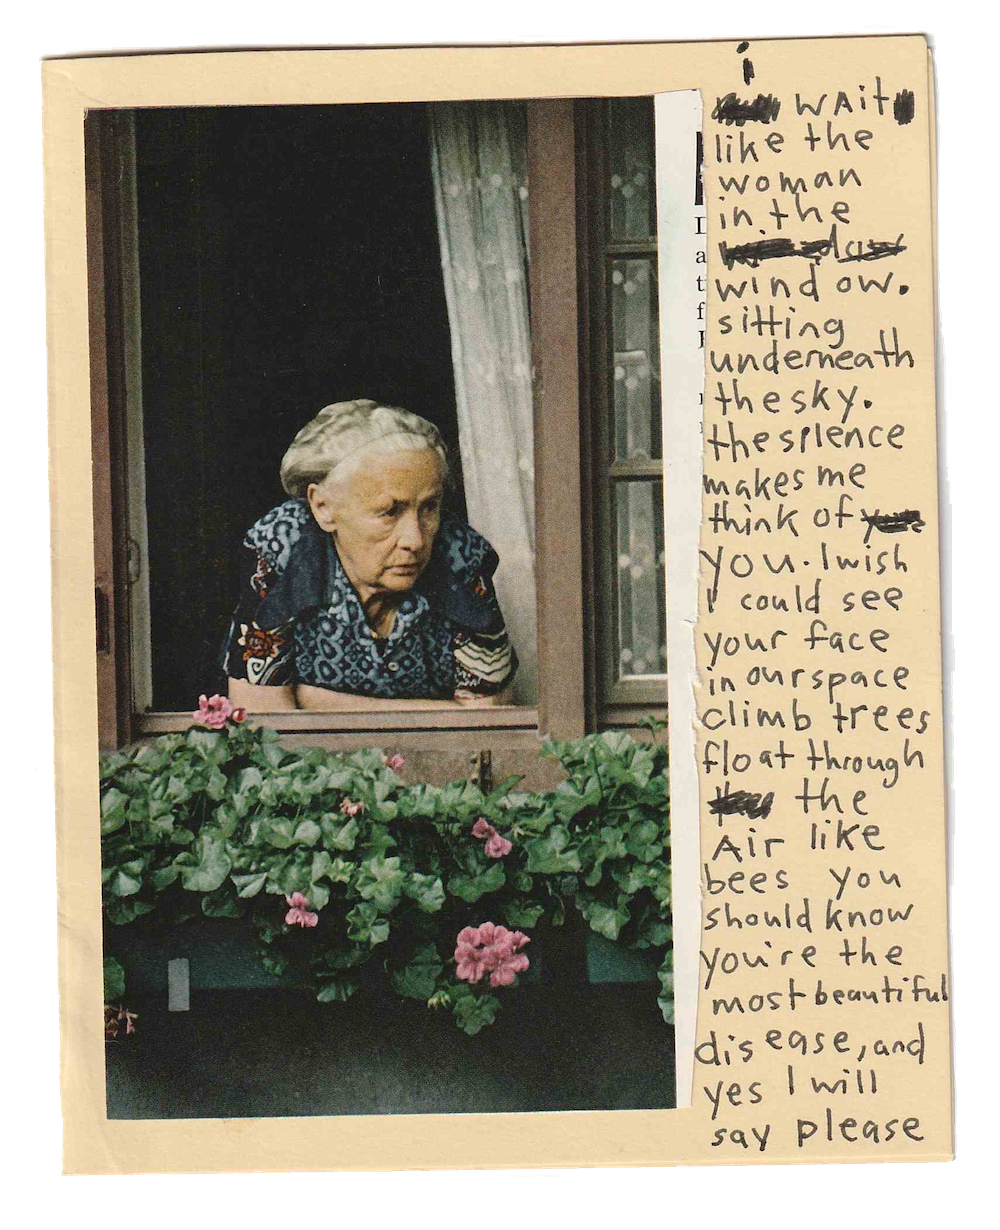 i
wait
like the
woman
in the
window.
sitting
underneath
the sky.
the silence
makes me
think of
you. I wish
I could see
your face
in our space
climb trees
float through
the
Air like
bees you
should know
you're the
most beautiful
disease, and
yes I will
say please